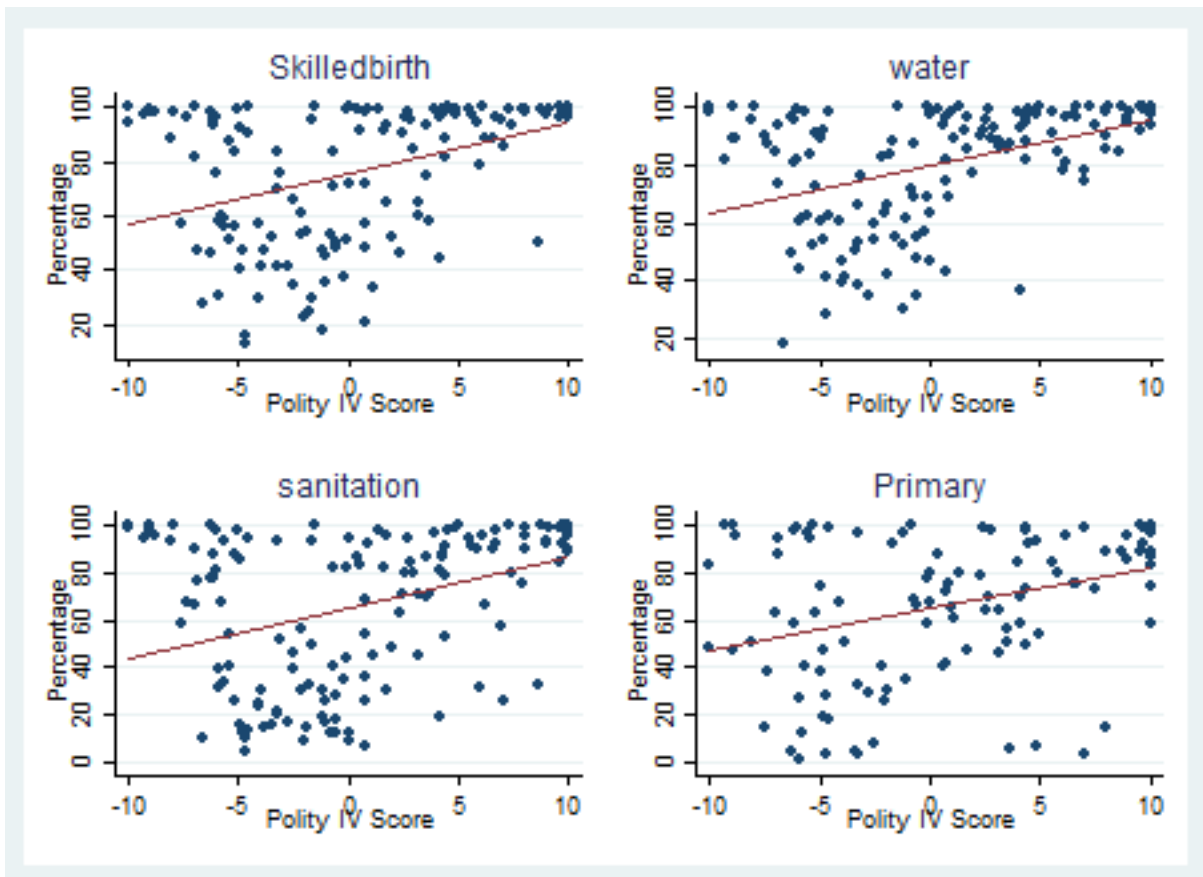 Skilledbirth
Percentage
20 40 60 80 100
-10 -5 0 5 10
Polity IV Score
water
Percentage
20 40 60 80 100
-10 -5 0 5 10
Polity IV Score
sanitation
Percentage
0 20 40 60 80 100
-10 -5 0 5 10
Polity IV Score
Primary
Percentage
0 20 40 60 80 100
-10 -5 0 5 10
Polity IV Score